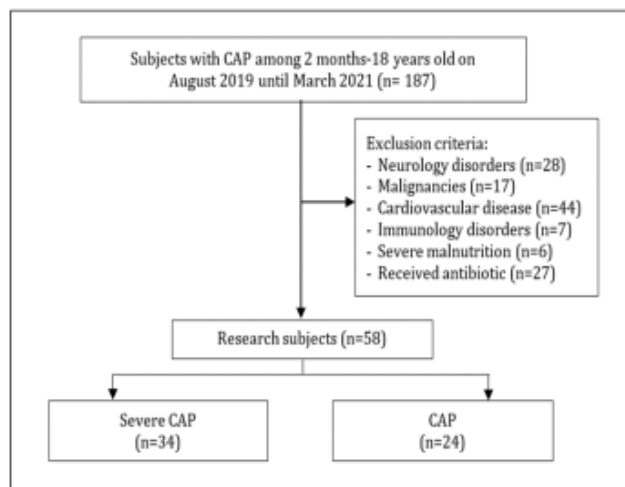 Subjects with CAP among 2 months-18 years old on
August 2019 until March 2021 (n= 187)
Exclusion criteria:
- Neurology disorders (n=28)
- Malignancies (n=17)
- Cardiovascular disease (n=44)
- Immunology disorders (n=7)
- Severe malnutrition (n=6)
- Received antibiotic (n=27)
Research subjects (n=58)
Severe CAP
(n=34)
CAP
(n=24)